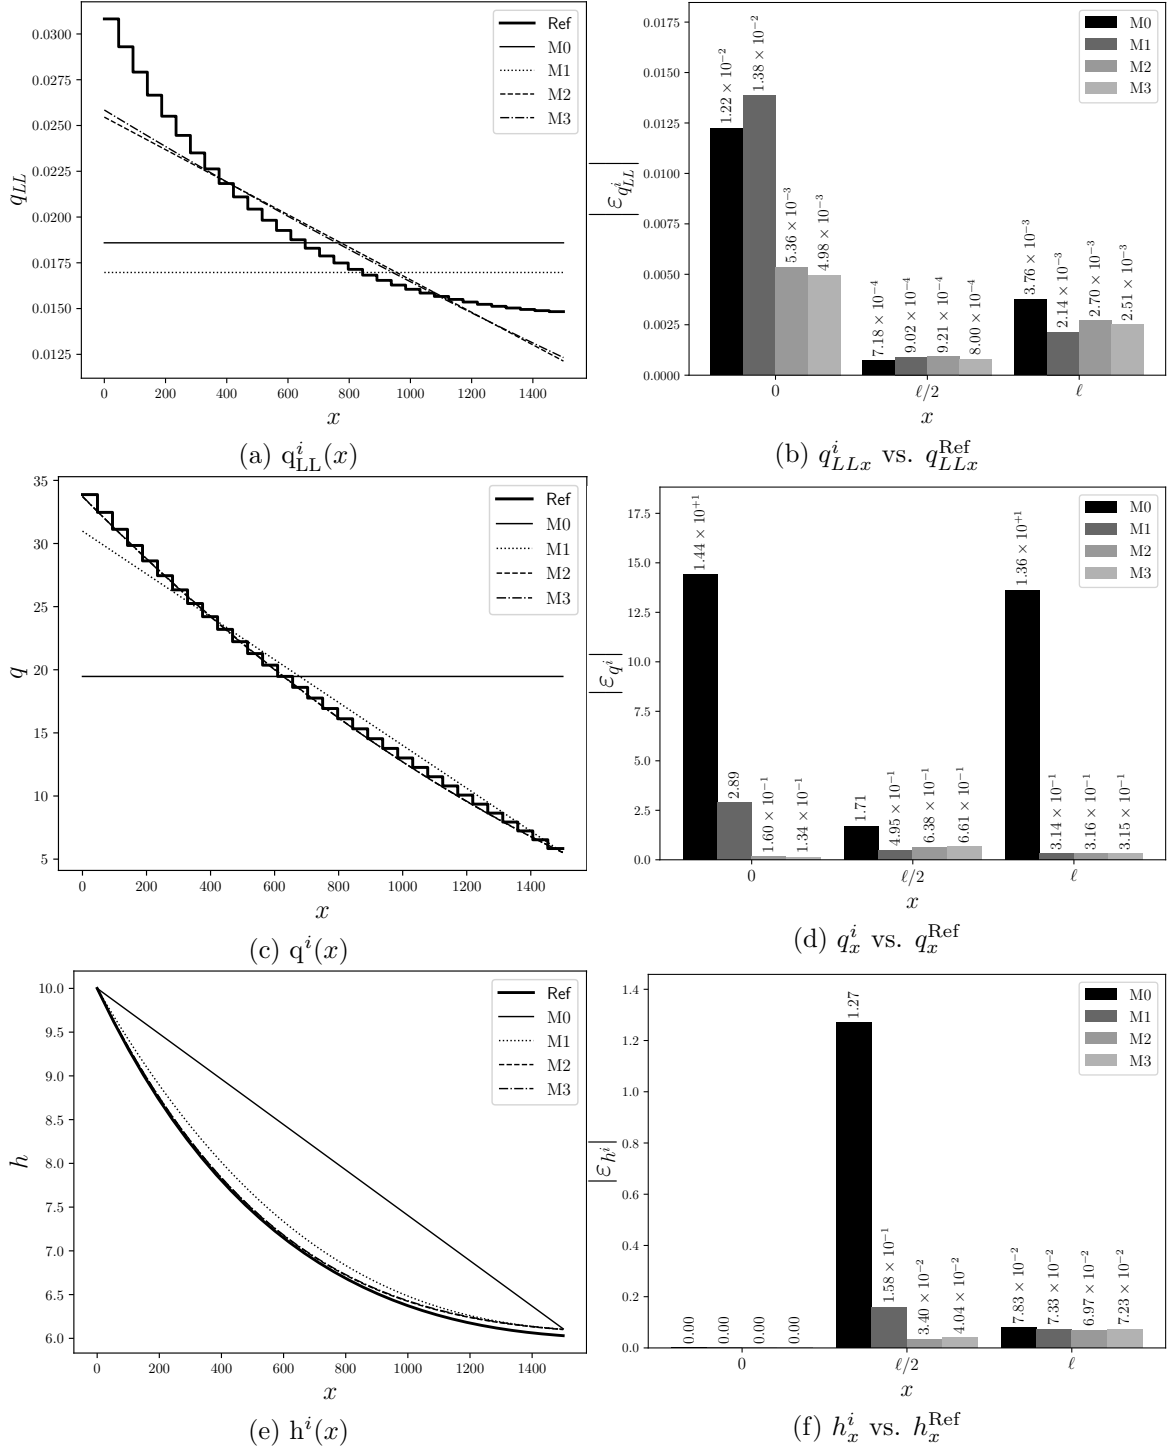 0.0300
0.0275
0.0250
0.0225
0.0200
0.0175
0.0150
0.0125
q_{LL}
0 200 400 600 800 1000 1200 1400
x
Ref
M0
M1
M2
M3
(a) q^i_{LL}(x)
0.0175
0.0150
0.0125
0.0100
0.0075
0.0050
0.0025
0.0000
|ε_{q^i_{LL}}|
1.22 × 10^{-2}
1.38 × 10^{-2}
5.36 × 10^{-3}
4.98 × 10^{-3}
7.18 × 10^{-4}
9.02 × 10^{-4}
9.21 × 10^{-4}
8.00 × 10^{-4}
3.76 × 10^{-3}
2.14 × 10^{-3}
2.70 × 10^{-3}
2.51 × 10^{-3}
0 ℓ/2 ℓ
x
M0
M1
M2
M3
(b) q^i_{LLx} vs. q^{Ref}_{LLx}
35
30
25
20
15
10
5
q
0 200 400 600 800 1000 1200 1400
x
Ref
M0
M1
M2
M3
(c) q^i(x)
17.5
15.0
12.5
10.0
7.5
5.0
2.5
0.0
|ε_{q^i}|
1.44 × 10^{+1}
2.89
1.60 × 10^{-1}
1.34 × 10^{-1}
1.71
4.95 × 10^{-1}
6.38 × 10^{-1}
6.61 × 10^{-1}
1.36 × 10^{+1}
3.14 × 10^{-1}
3.16 × 10^{-1}
3.15 × 10^{-1}
0 ℓ/2 ℓ
x
M0
M1
M2
M3
(d) q^i_x vs. q^{Ref}_x
10.0
9.5
9.0
8.5
8.0
7.5
7.0
6.5
6.0
h
0 200 400 600 800 1000 1200 1400
x
Ref
M0
M1
M2
M3
(e) h^i(x)
1.4
1.2
1.0
0.8
0.6
0.4
0.2
0.0
|ε_{h^i}|
0.00
0.00
0.00
0.00
1.27
1.58 × 10^{-1}
3.40 × 10^{-2}
4.04 × 10^{-2}
7.83 × 10^{-2}
7.33 × 10^{-2}
6.97 × 10^{-2}
7.23 × 10^{-2}
0 ℓ/2 ℓ
x
M0
M1
M2
M3
(f) h^i_x vs. h^{Ref}_x